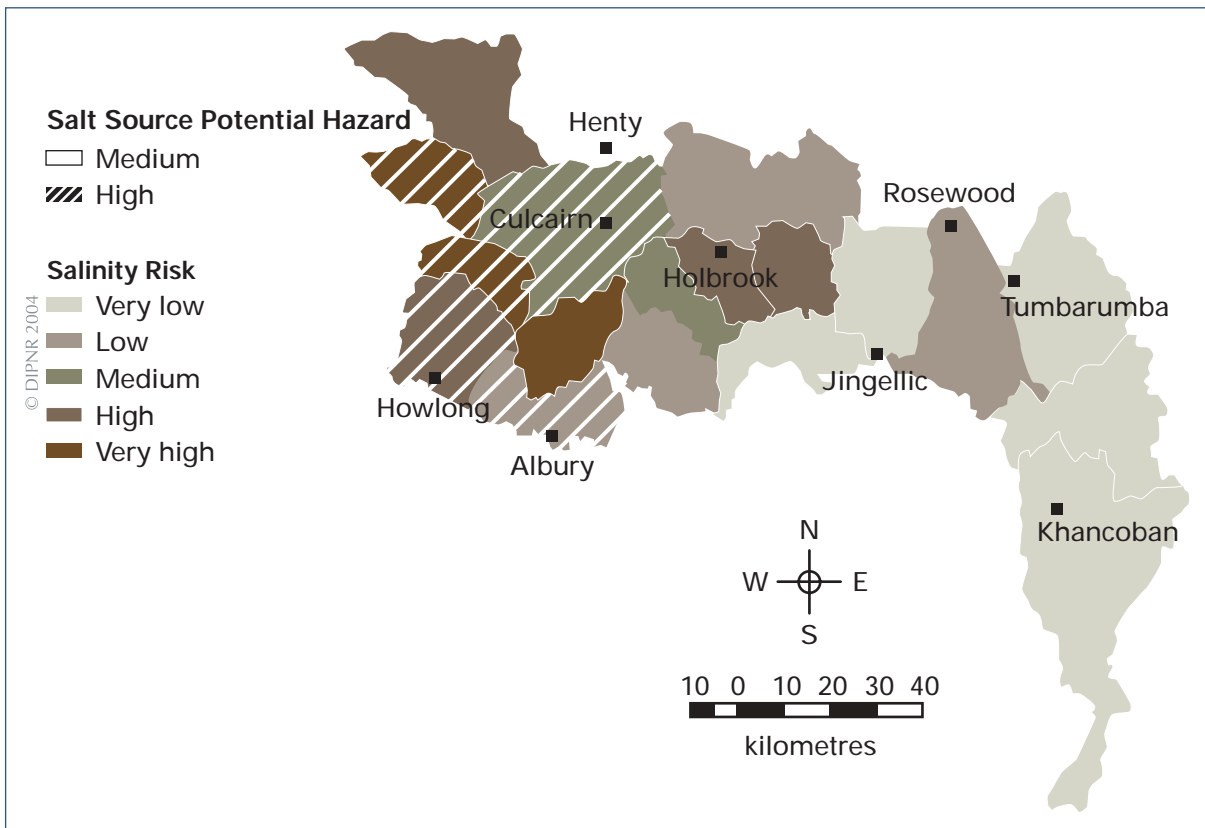 Salt Source Potential Hazard
Medium
High
Salinity Risk
Very low
Low
Medium
High
Very high
© DIPNR 2004
Henty
Culcairn
Rosewood
Holbrook
Tumbarumba
Jingellic
Howlong
Albury
Khancoban
N
W E
S
10 0 10 20 30 40
kilometres